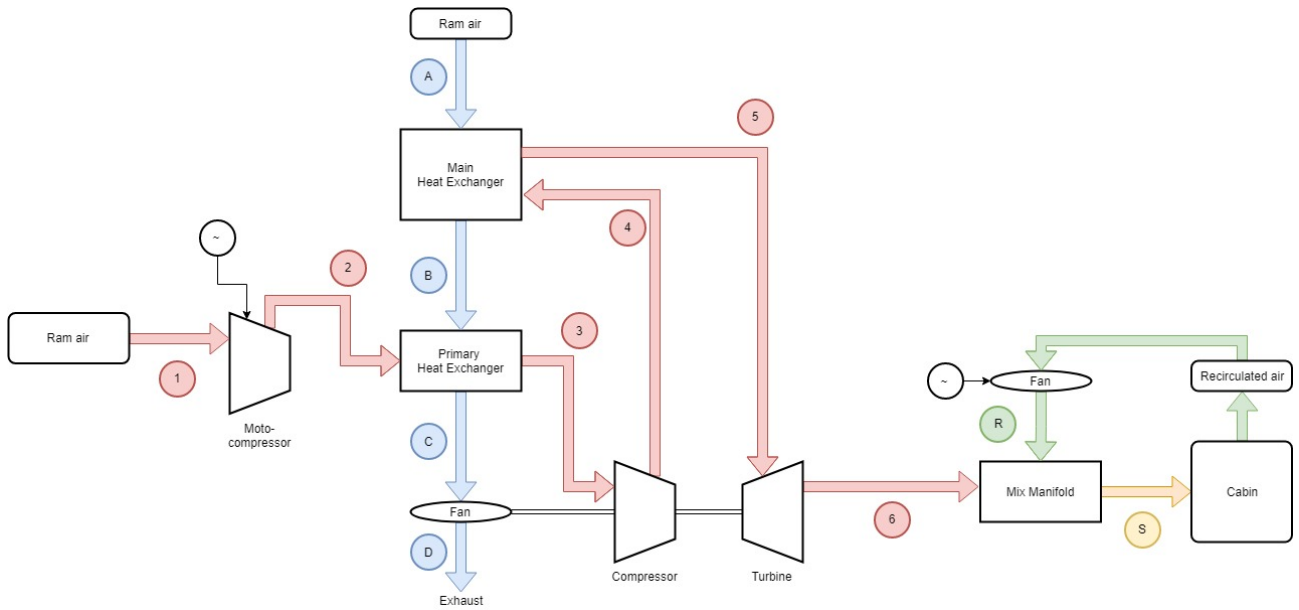 Ram air
A
5
Main
Heat Exchanger
4
~
2
B
3
Ram air
1
Primary
Heat Exchanger
Moto-
compressor
~
Fan
Recirculated air
R
C
Fan
Mix Manifold
Cabin
6
S
D
Compressor
Turbine
Exhaust